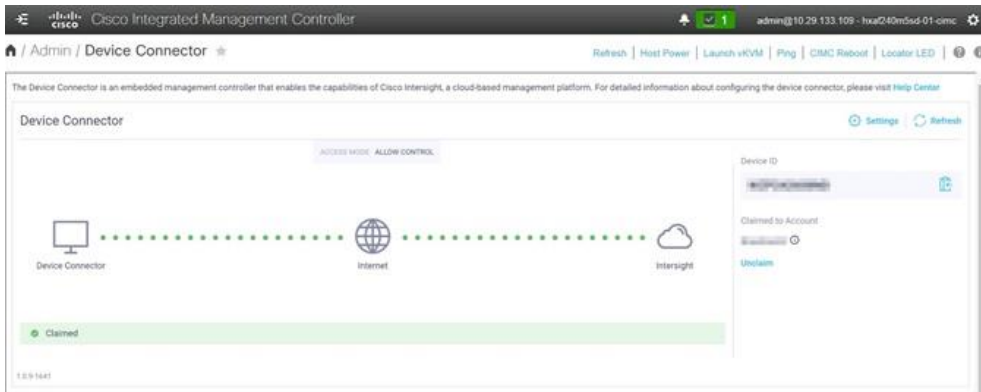 cisco Cisco Integrated Management Controller 1 admin@10.29.133.109 - hxaf240m5sd-01-cimc
/ Admin / Device Connector Refresh | Host Power | Launch vKVM | Ping | CIMC Reboot | Locator LED |
The Device Connector is an embedded management controller that enables the capabilities of Cisco Intersight, a cloud-based management platform. For detailed information about configuring the device connector, please visit Help Center
Device Connector Settings Refresh
ACCESS MODE ALLOW CONTROL
Device ID
Claimed to Account
Device Connector Internet Intersight
Unclaim
Claimed